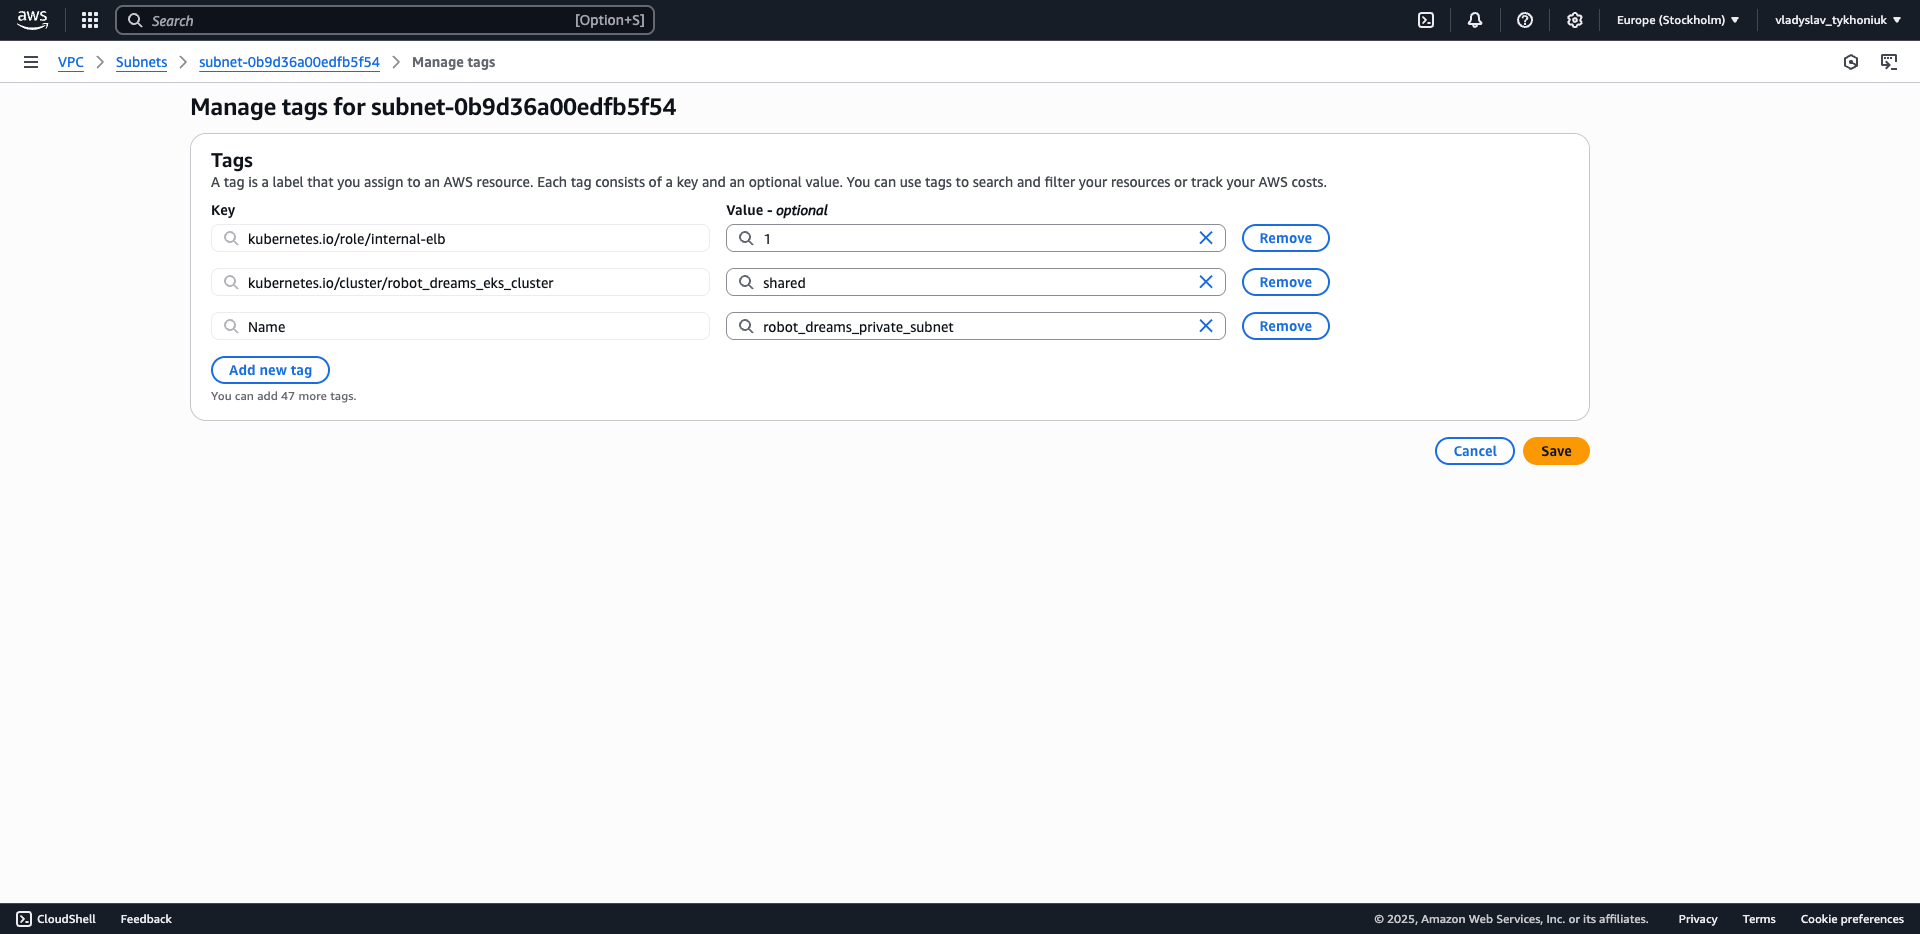 aws Search [Option+S] Europe (Stockholm) vladyslav_tykhoniuk
VPC Subnets subnet-0b9d36a00edfb5f54 Manage tags
Manage tags for subnet-0b9d36a00edfb5f54
Tags
A tag is a label that you assign to an AWS resource. Each tag consists of a key and an optional value. You can use tags to search and filter your resources or track your AWS costs.
Key Value - optional
kubernetes.io/role/internal-elb 1 Remove
kubernetes.io/cluster/robot_dreams_eks_cluster shared Remove
Name robot_dreams_private_subnet Remove
Add new tag
You can add 47 more tags.
Cancel Save
CloudShell Feedback © 2025, Amazon Web Services, Inc. or its affiliates. Privacy Terms Cookie preferences